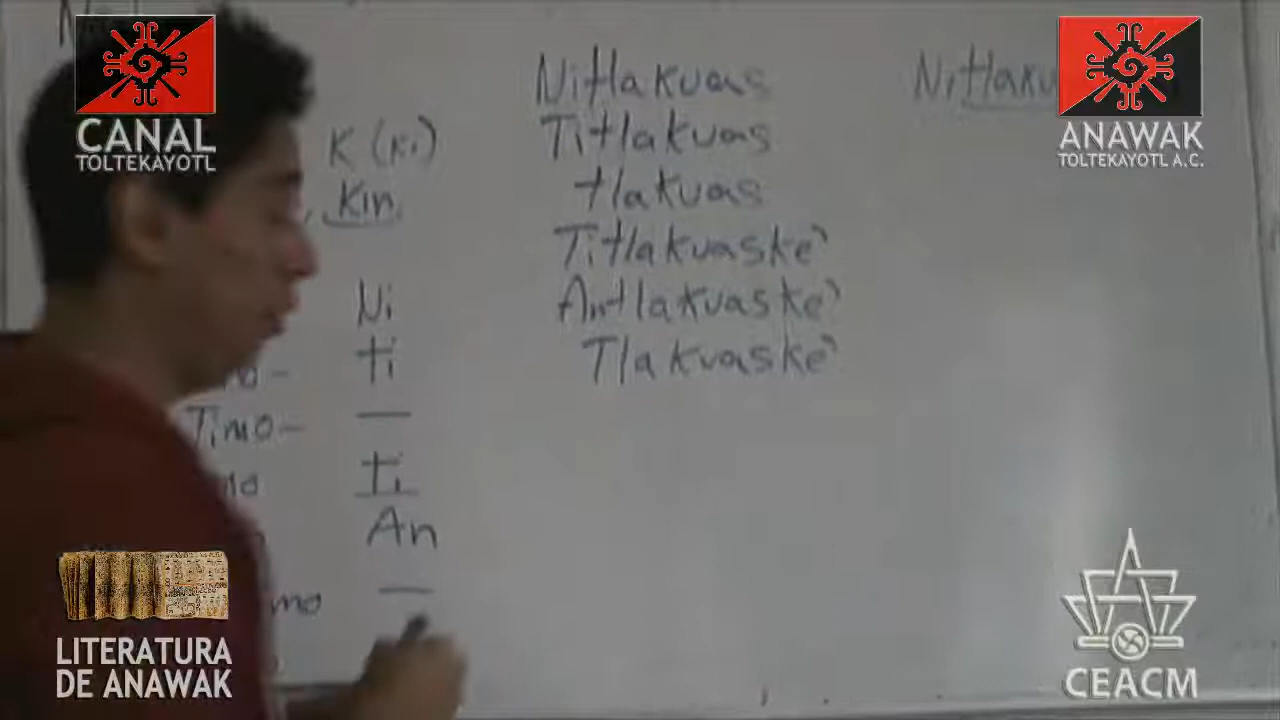 CANAL
TOLTEKAYOTL
ANAWAK
TOLTEKAYOTL A.C.
K (Ki)
Kin
Ni
ti
Timo-
ti
An
mo
Nitlakuas
Titlakuas
tlakuas
Titlakuaske`
Antlakuaske`
Tlakuaske`
LITERATURA
DE ANAWAK
CEACM